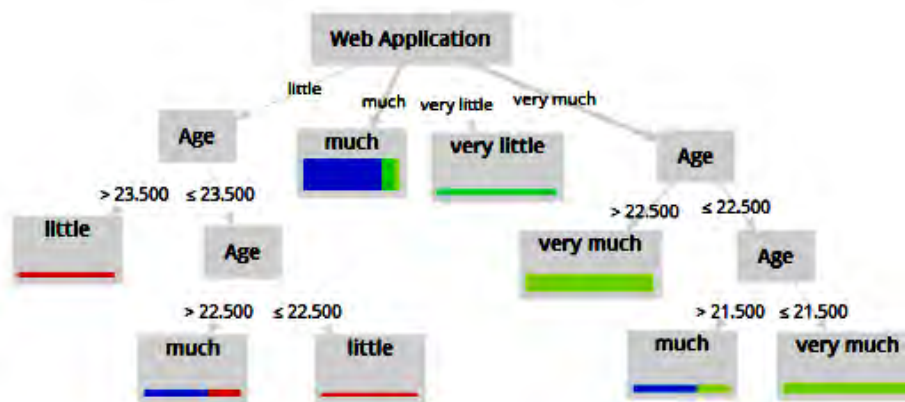 Web Application
little
much
very little
very much
Age
much
very little
Age
> 23.500
≤ 23.500
> 22.500
≤ 22.500
little
Age
very much
Age
> 22.500
≤ 22.500
> 21.500
≤ 21.500
much
little
much
very much